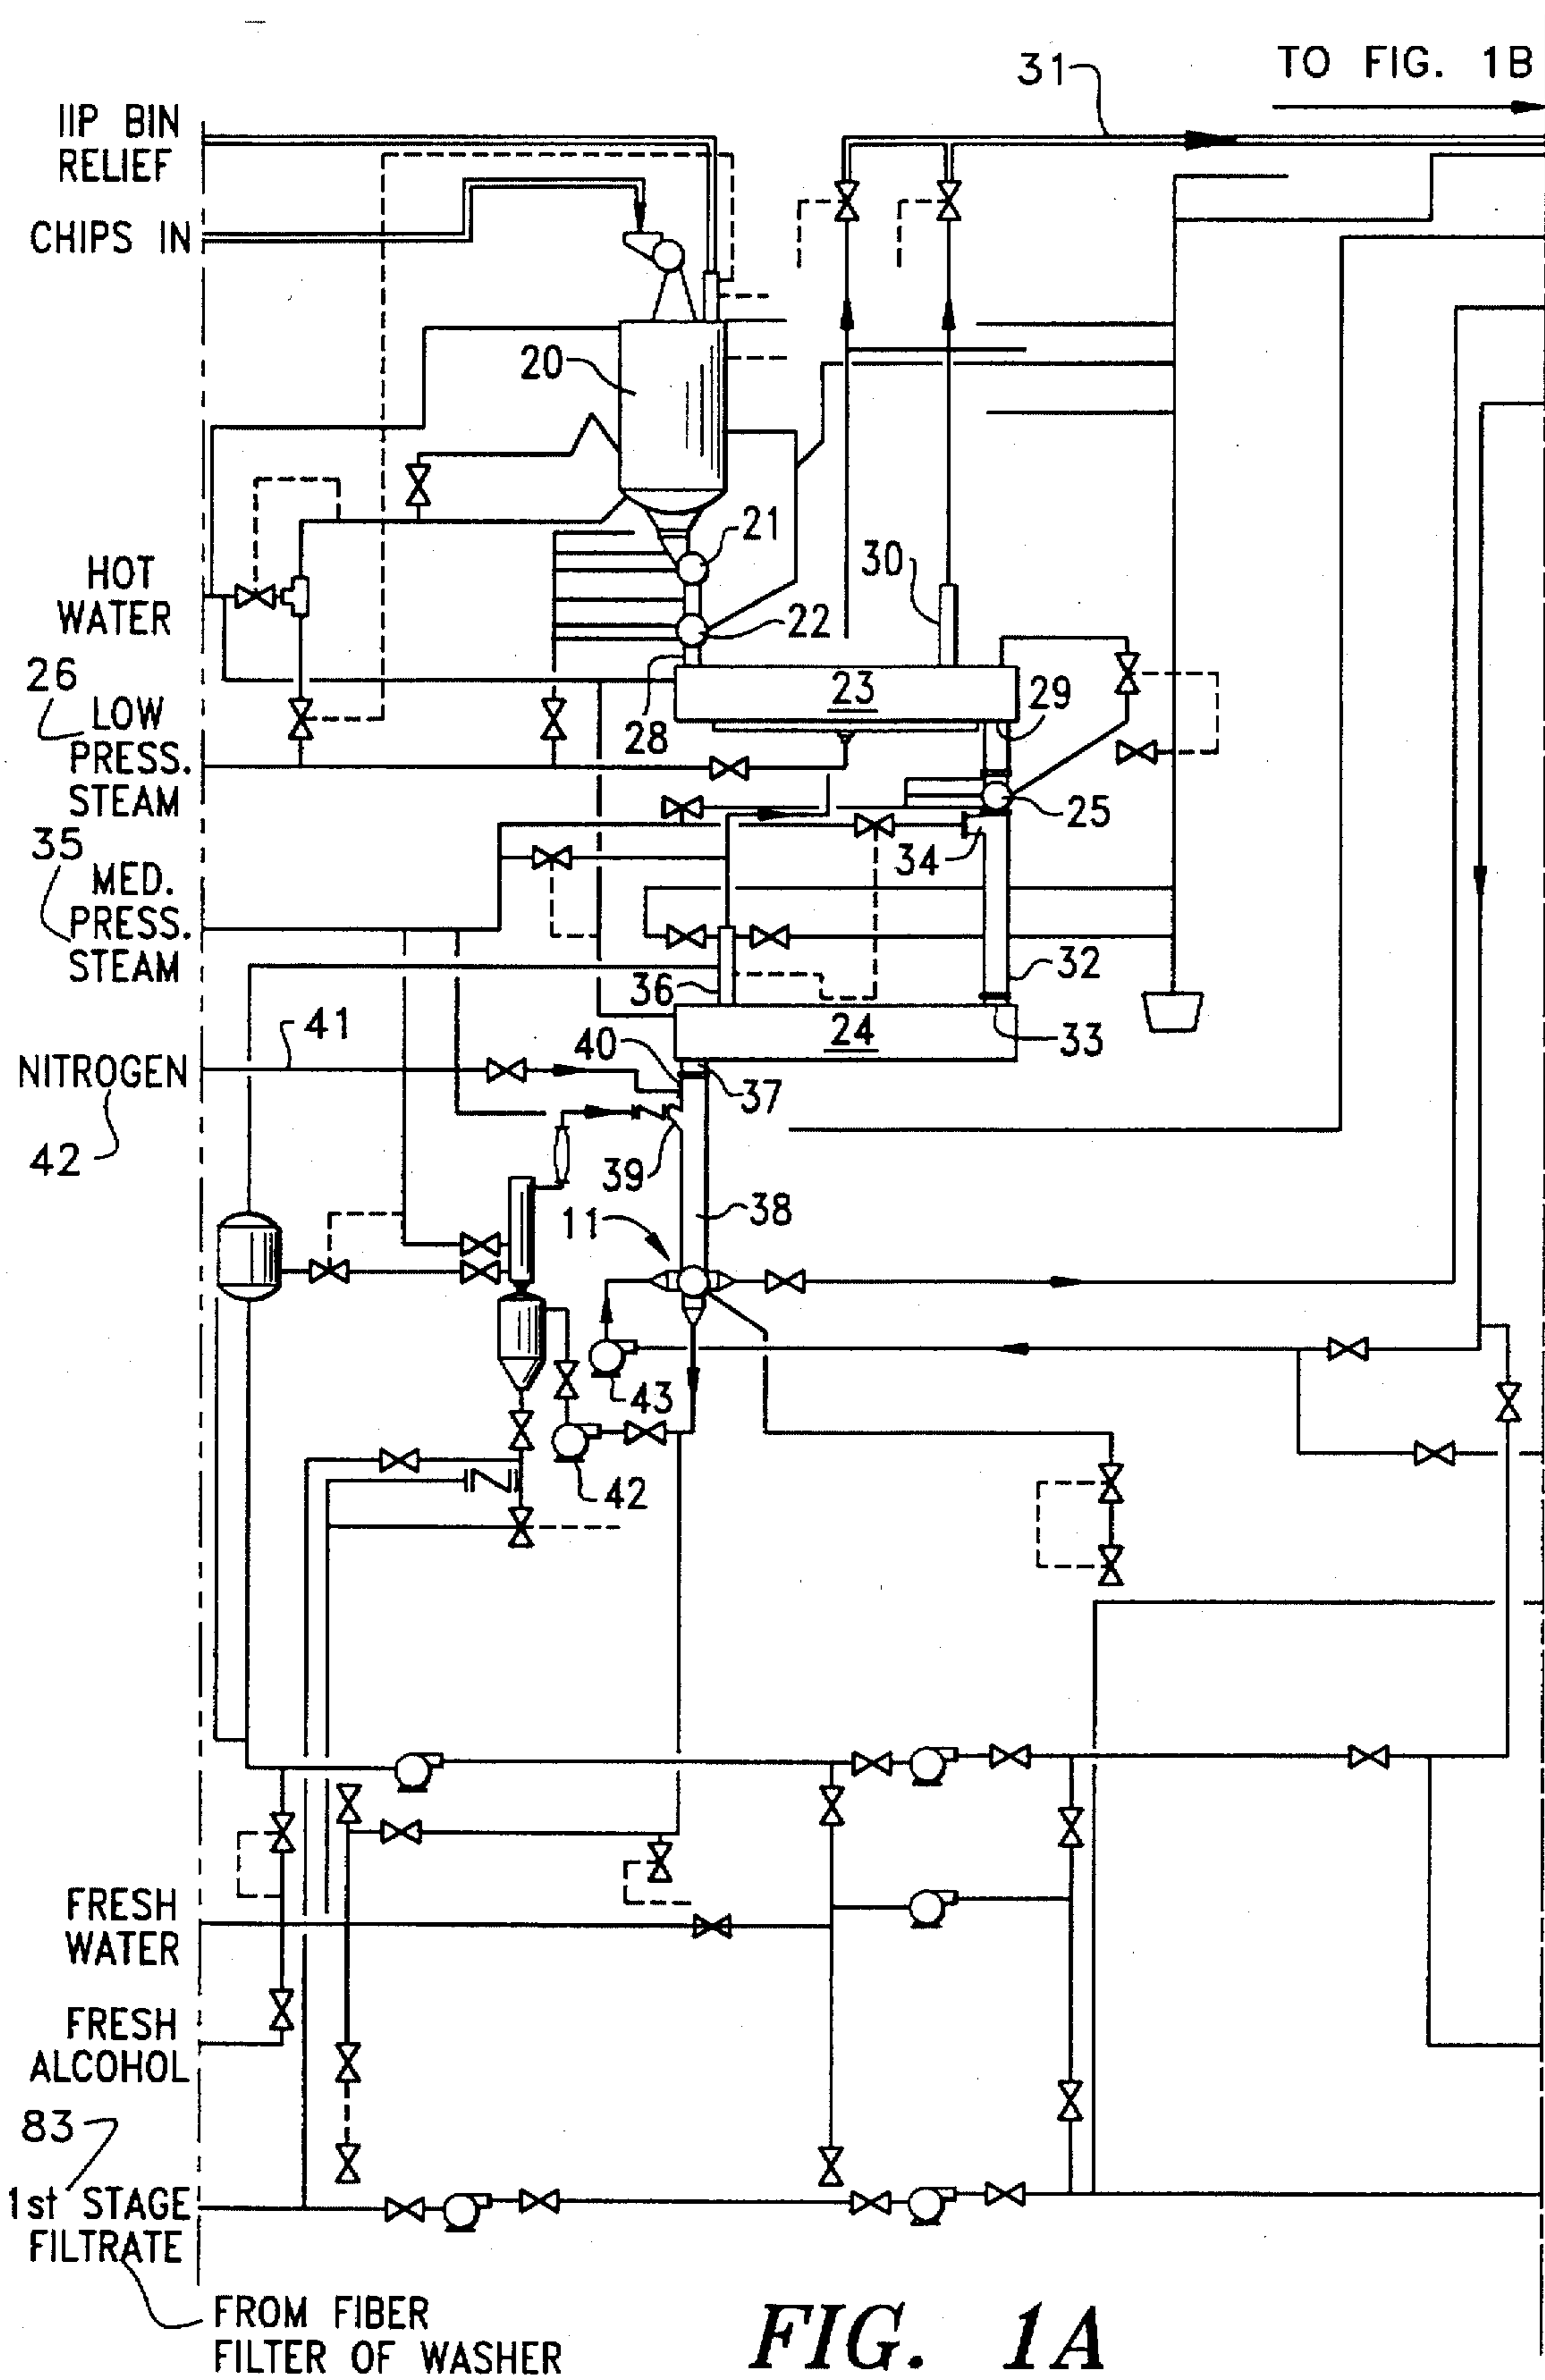 TO FIG. 1B
31
IIP BIN
RELIEF
CHIPS IN
20
21
30
HOT
WATER
22
26
23
29
LOW
PRESS.
STEAM
28
25
35
34
MED.
PRESS.
STEAM
32
36
41
24
33
40
NITROGEN
37
42
39
38
11
43
42
FRESH
WATER
FRESH
ALCOHOL
83
1st STAGE
FILTRATE
FROM FIBER
FILTER OF WASHER
FIG. 1A